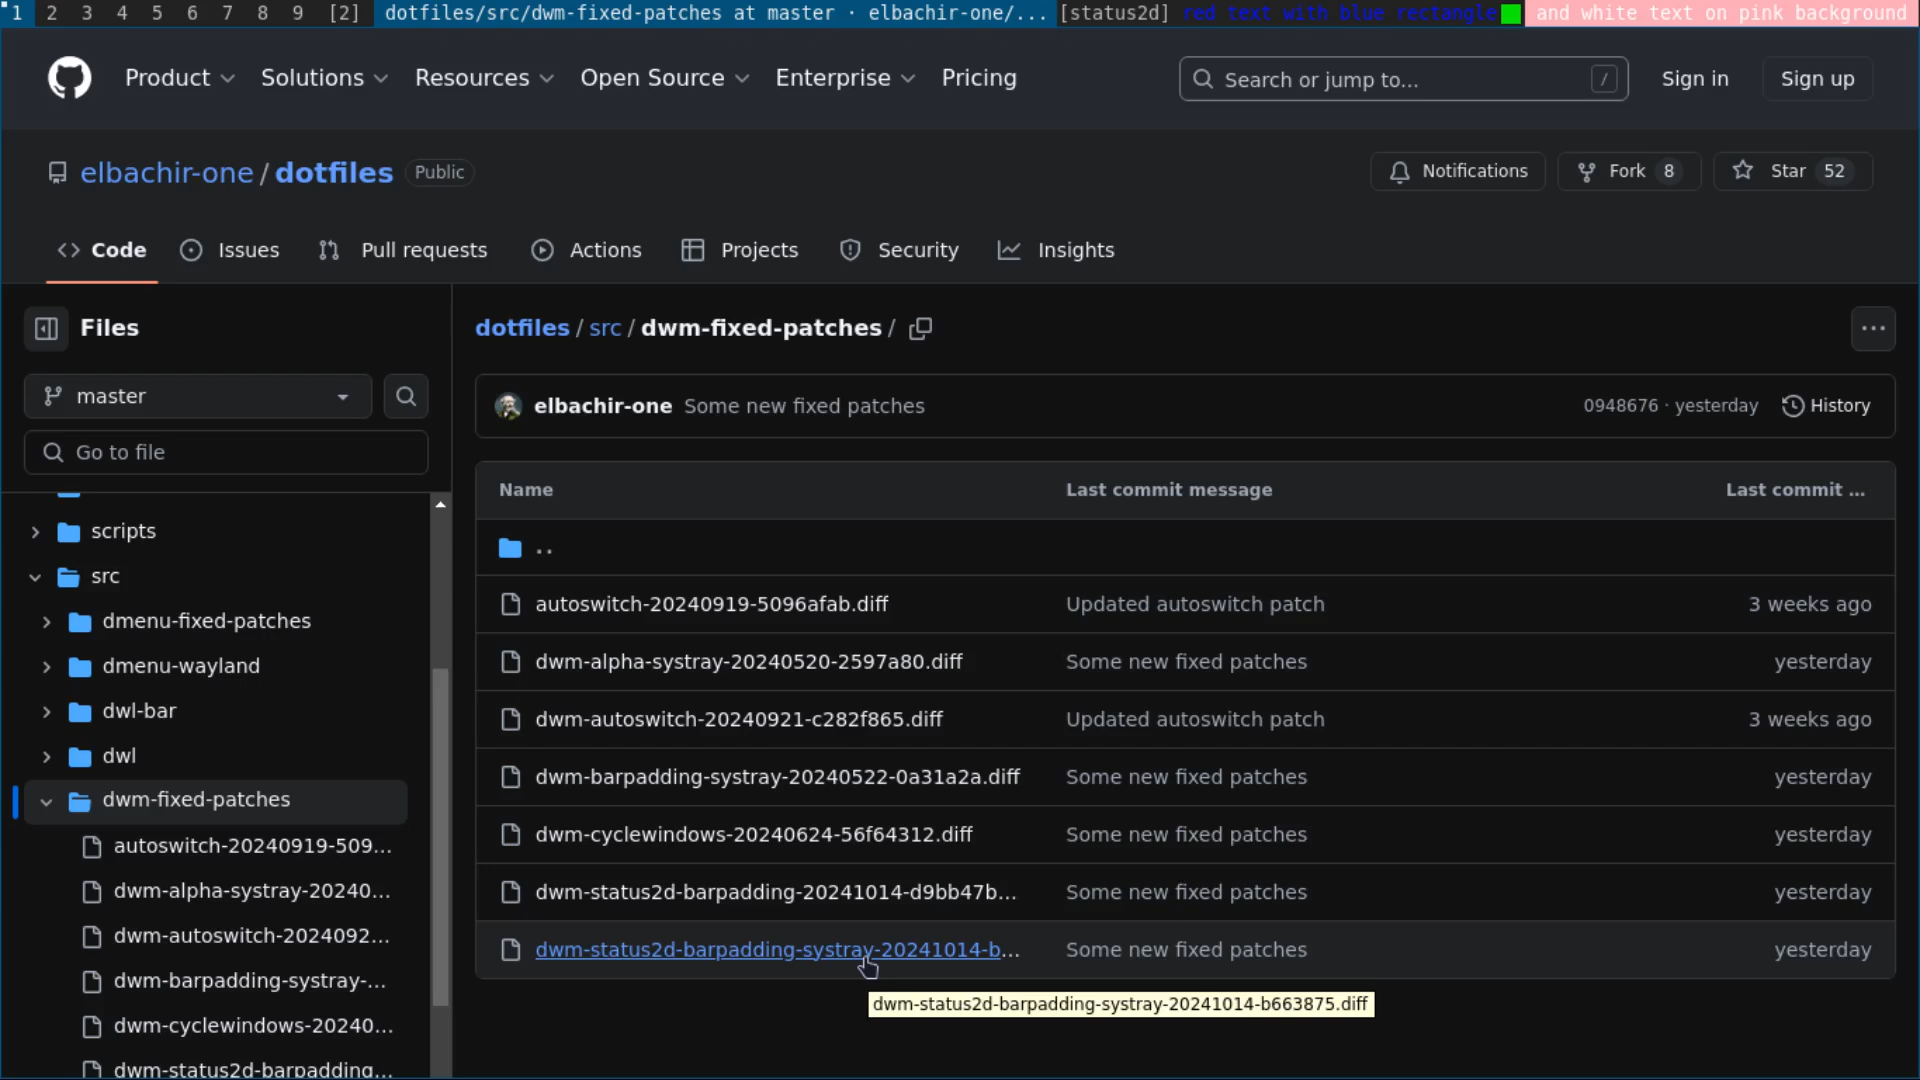 1 2 3 4 5 6 7 8 9 [2] dotfiles/src/dwm-fixed-patches at master · elbachir-one/... [status2d] red text with blue rectangle and white text on pink background
Product Solutions Resources Open Source Enterprise Pricing Search or jump to... / Sign in Sign up
elbachir-one / dotfiles Public Notifications Fork 8 Star 52
Code Issues Pull requests Actions Projects Security Insights
Files
master
Go to file
scripts
src
dmenu-fixed-patches
dmenu-wayland
dwl-bar
dwl
dwm-fixed-patches
autoswitch-20240919-509...
dwm-alpha-systray-20240...
dwm-autoswitch-2024092...
dwm-barpadding-systray-...
dwm-cyclewindows-20240...
dwm-status2d-barpadding...
dotfiles / src / dwm-fixed-patches /
elbachir-one Some new fixed patches 0948676 · yesterday History
Name Last commit message Last commit ...
..
autoswitch-20240919-5096afab.diff Updated autoswitch patch 3 weeks ago
dwm-alpha-systray-20240520-2597a80.diff Some new fixed patches yesterday
dwm-autoswitch-20240921-c282f865.diff Updated autoswitch patch 3 weeks ago
dwm-barpadding-systray-20240522-0a31a2a.diff Some new fixed patches yesterday
dwm-cyclewindows-20240624-56f64312.diff Some new fixed patches yesterday
dwm-status2d-barpadding-20241014-d9bb47b... Some new fixed patches yesterday
dwm-status2d-barpadding-systray-20241014-b... Some new fixed patches yesterday
dwm-status2d-barpadding-systray-20241014-b663875.diff